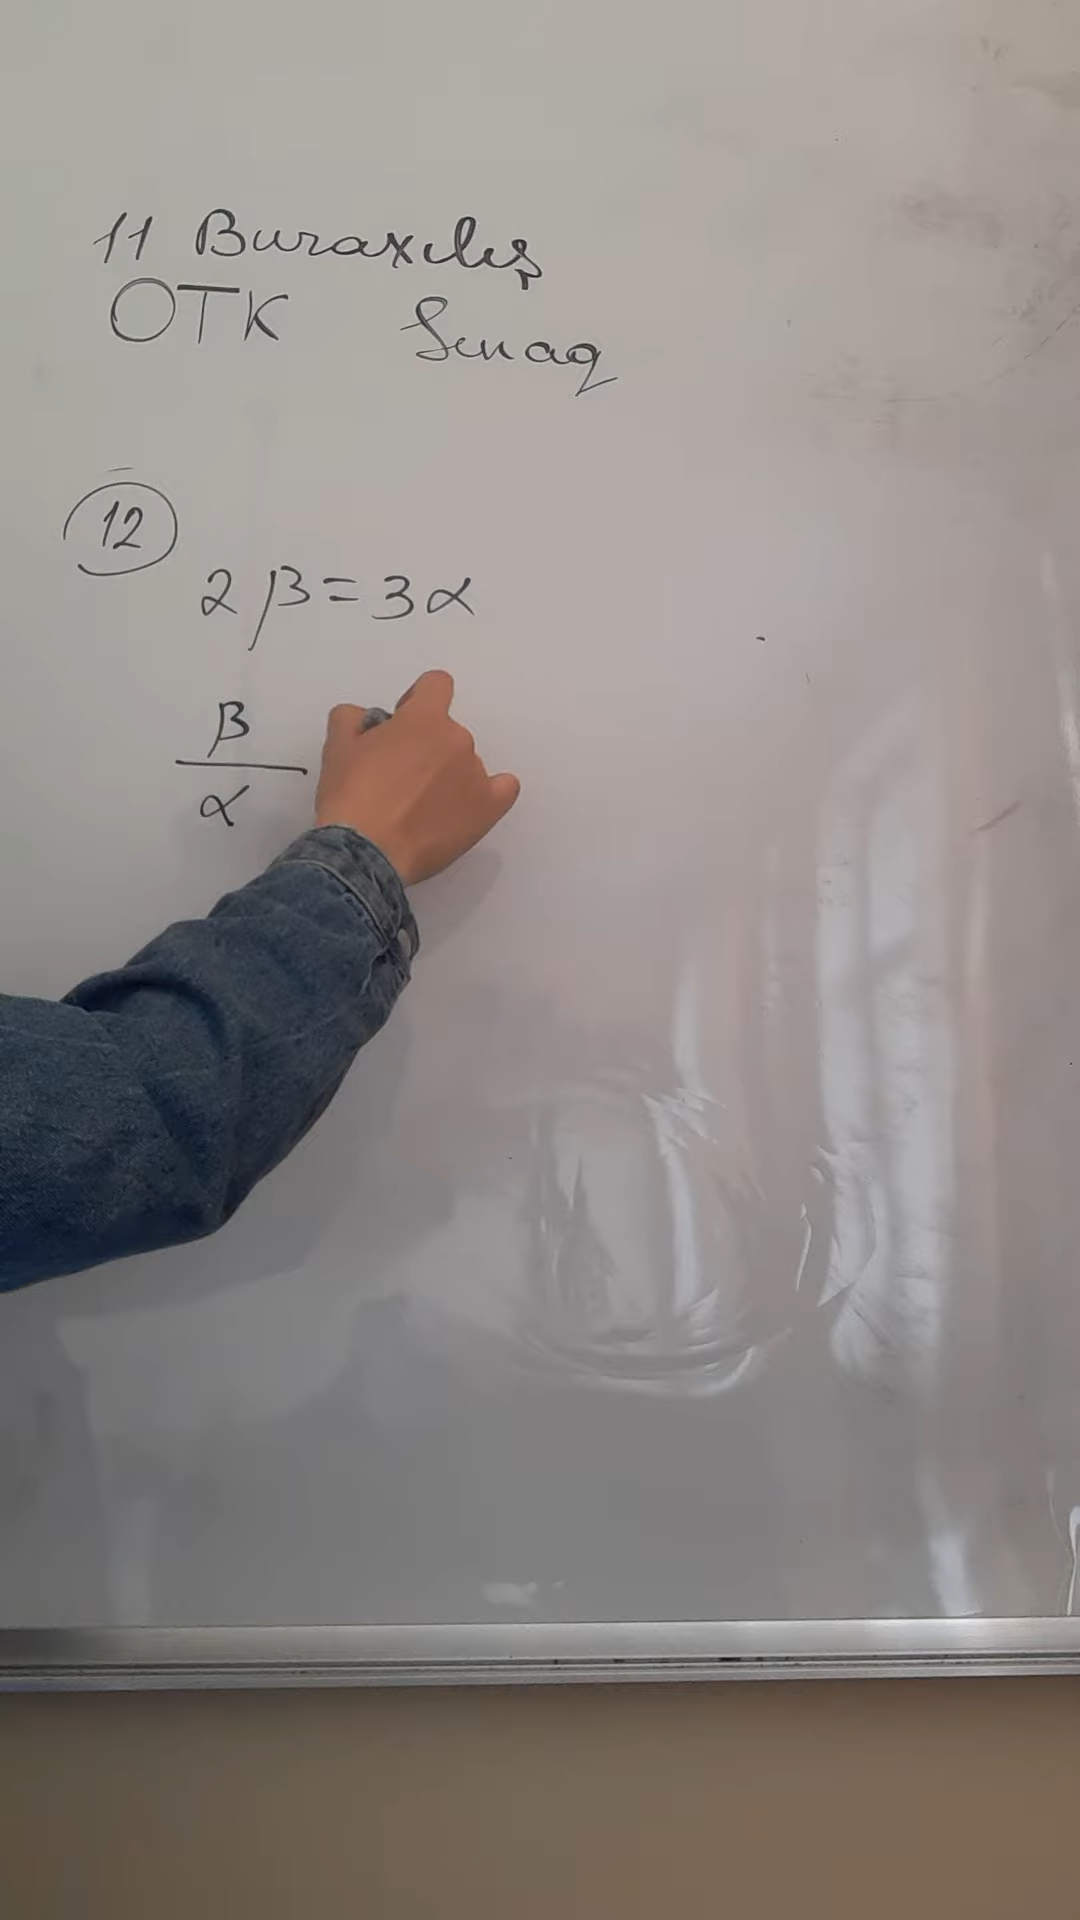 11 Buraxılış
OTK Sınaq
12
2β=3α
β
α